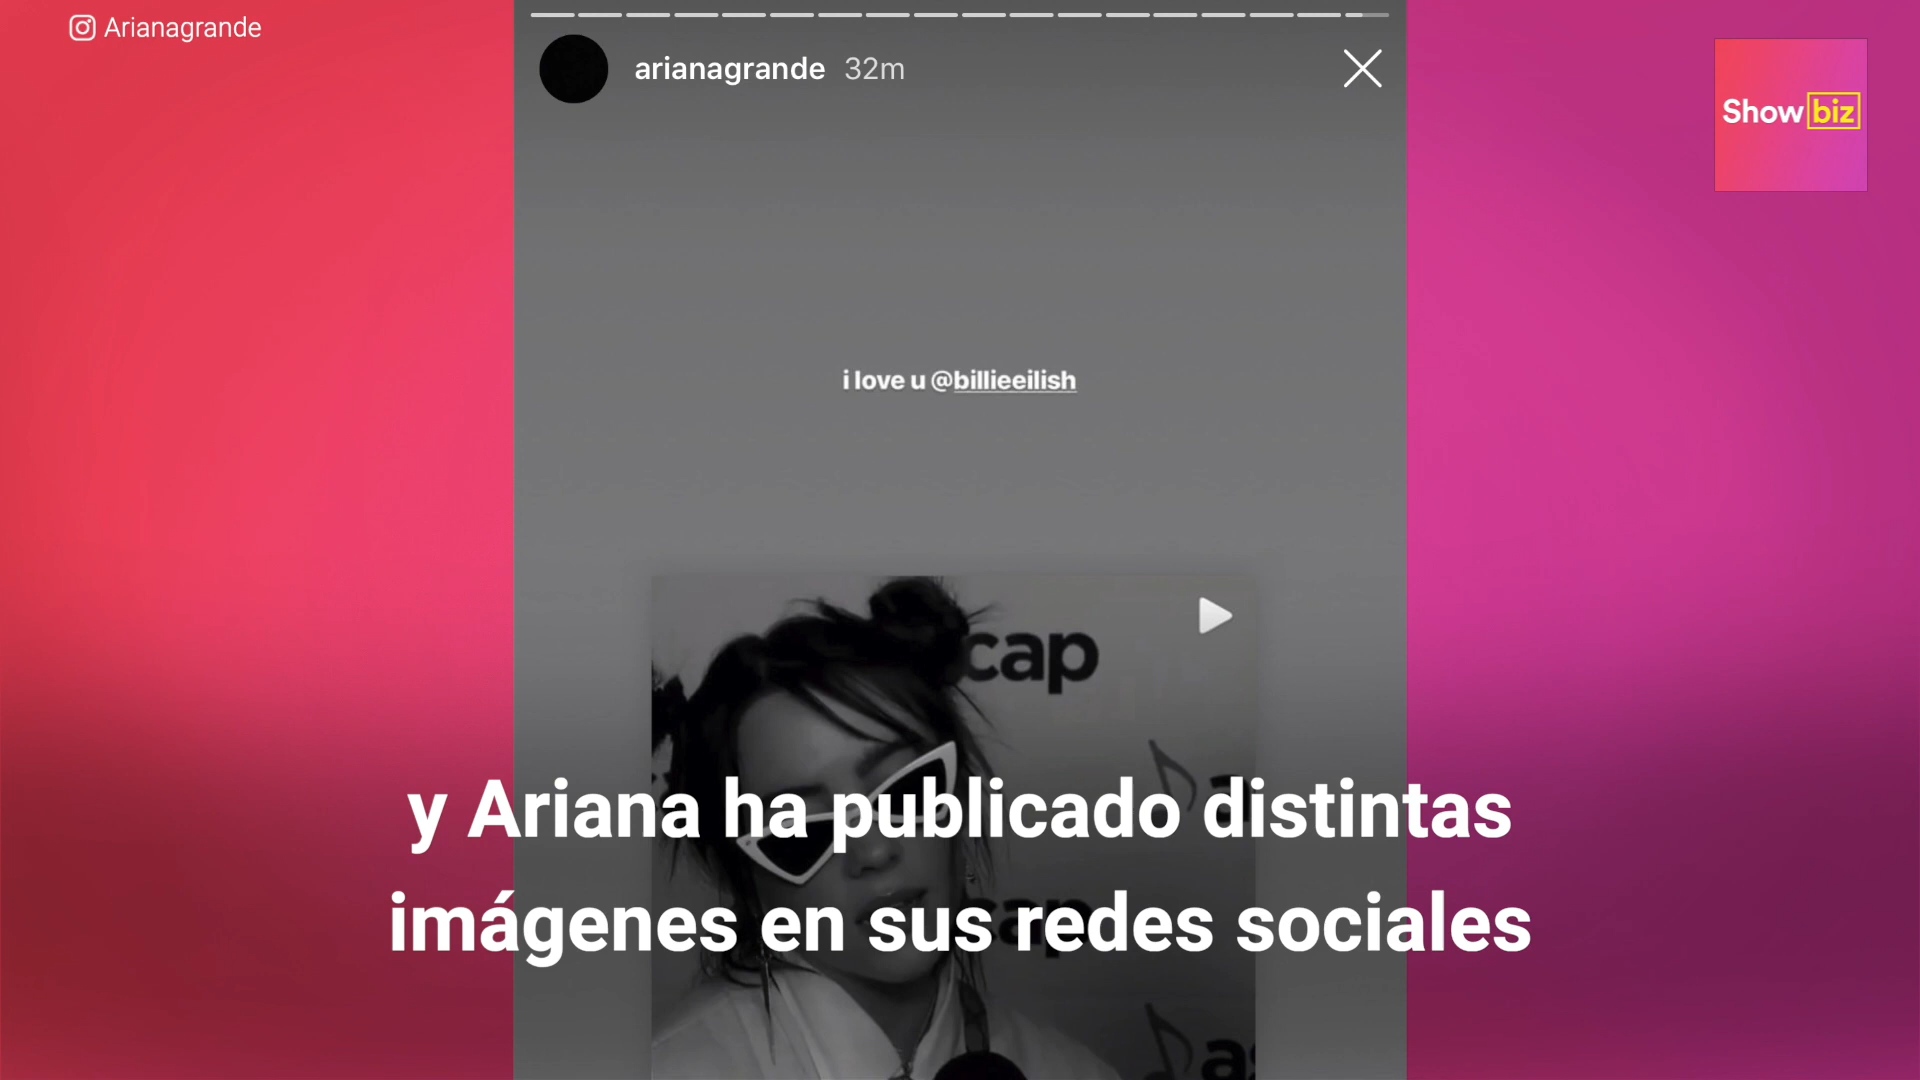 Arianagrande
arianagrande 32m
Show biz
i love u @billieeilish
cap
y Ariana ha publicado distintas
imágenes en sus redes sociales